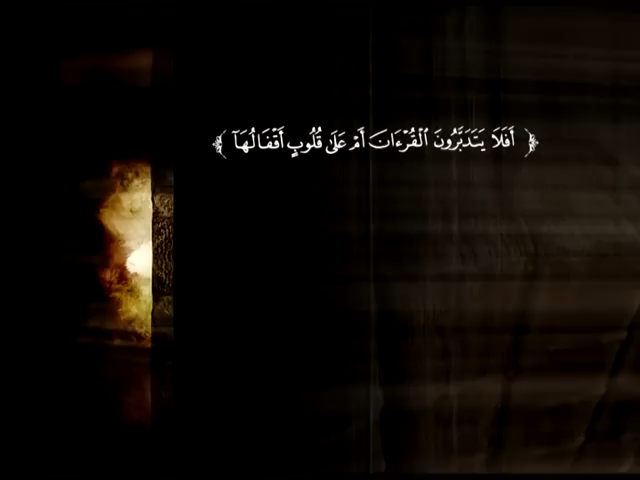 ﴿ أَفَلَا يَتَدَبَّرُونَ ٱلْقُرْءَانَ أَمْ عَلَىٰ قُلُوبٍ أَقْفَالُهَآ ﴾